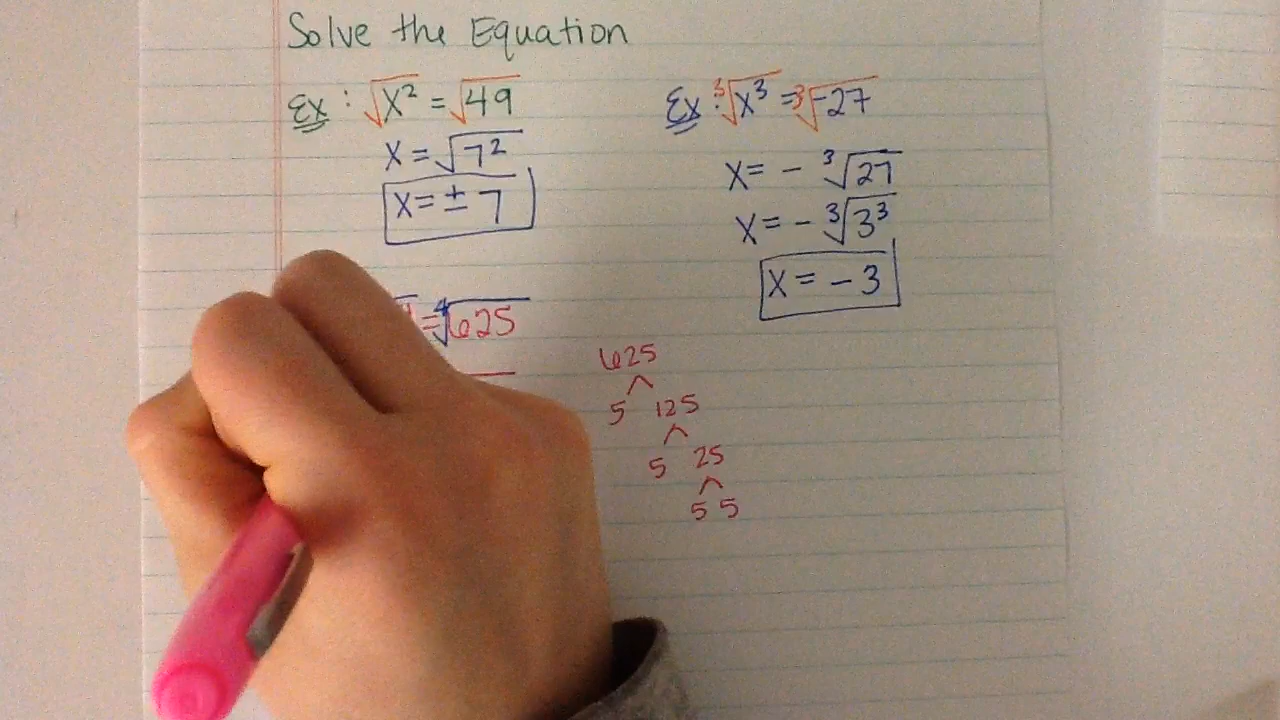 Solve the Equation
Ex: √x² = √49
x = √7²
x = ± 7
Ex: ³√x³ = ³√-27
x = - ³√27
x = - ³√3³
x = - 3
= ⁴√625
625
5 125
5 25
5 5